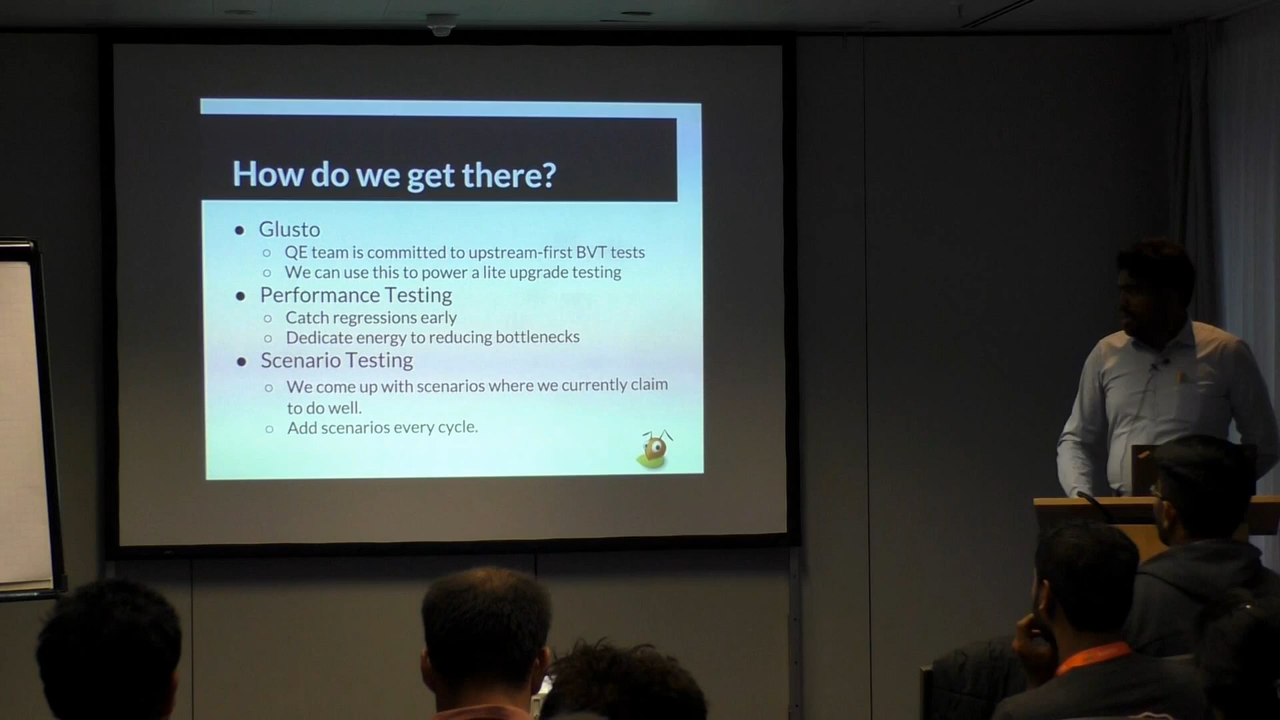 How do we get there?
● Glusto
○ QE team is committed to upstream-first BVT tests
○ We can use this to power a lite upgrade testing
● Performance Testing
○ Catch regressions early
○ Dedicate energy to reducing bottlenecks
● Scenario Testing
○ We come up with scenarios where we currently claim
to do well.
○ Add scenarios every cycle.